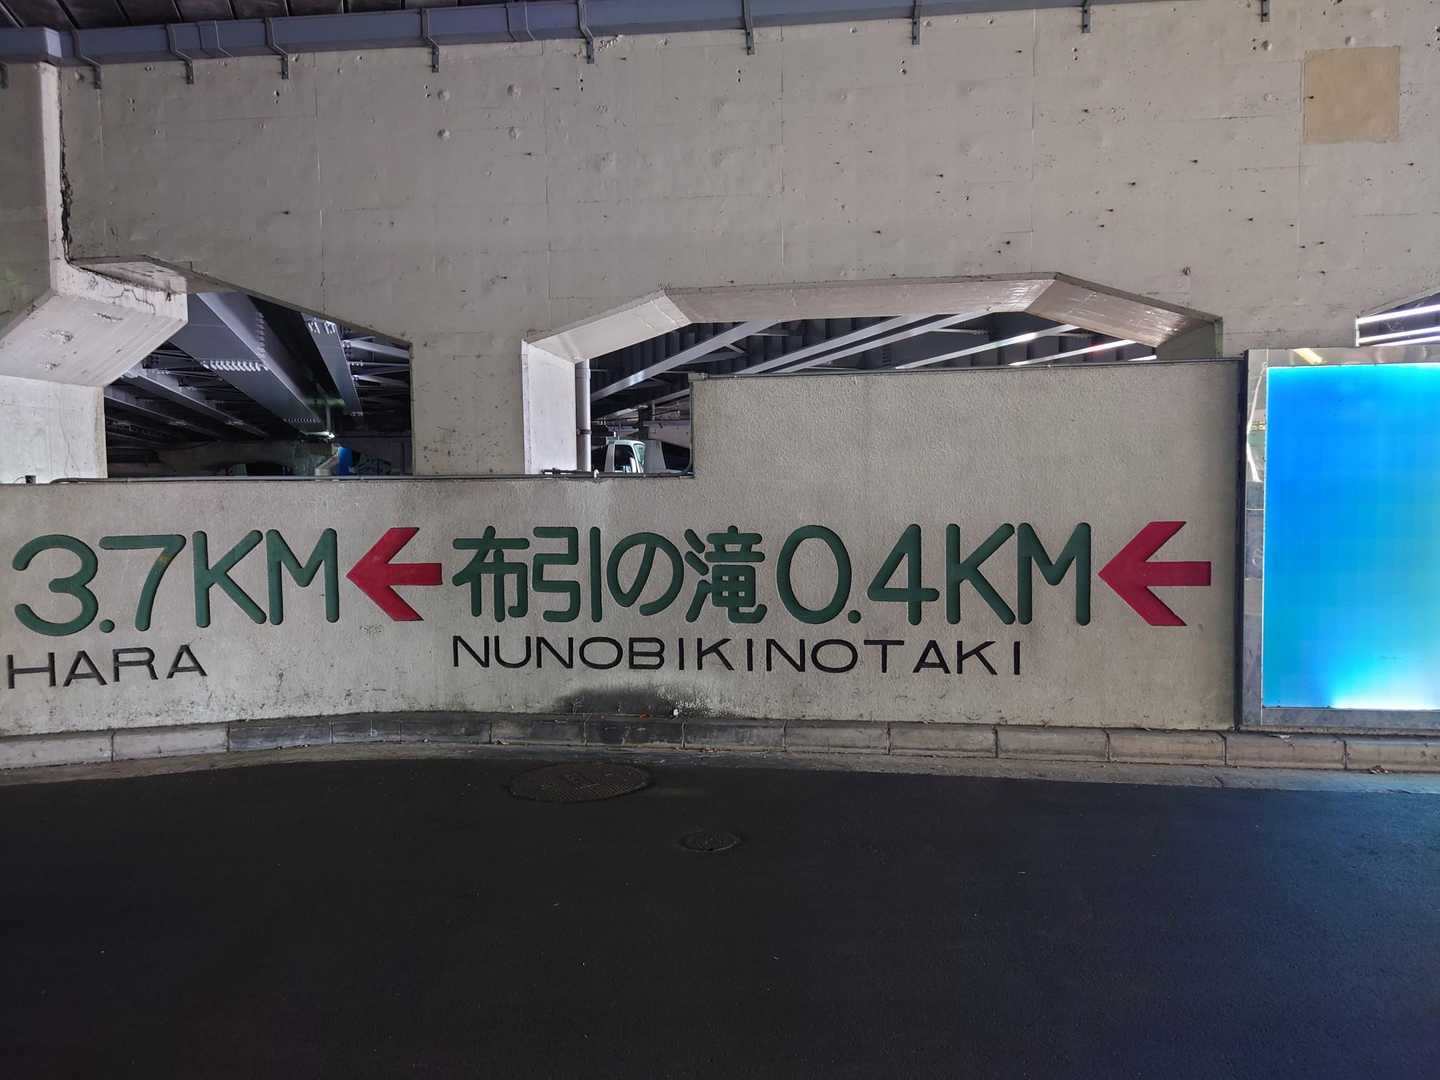 3.7KM ← 布引の滝 0.4KM ←
HARA NUNOBIKINOTAKI